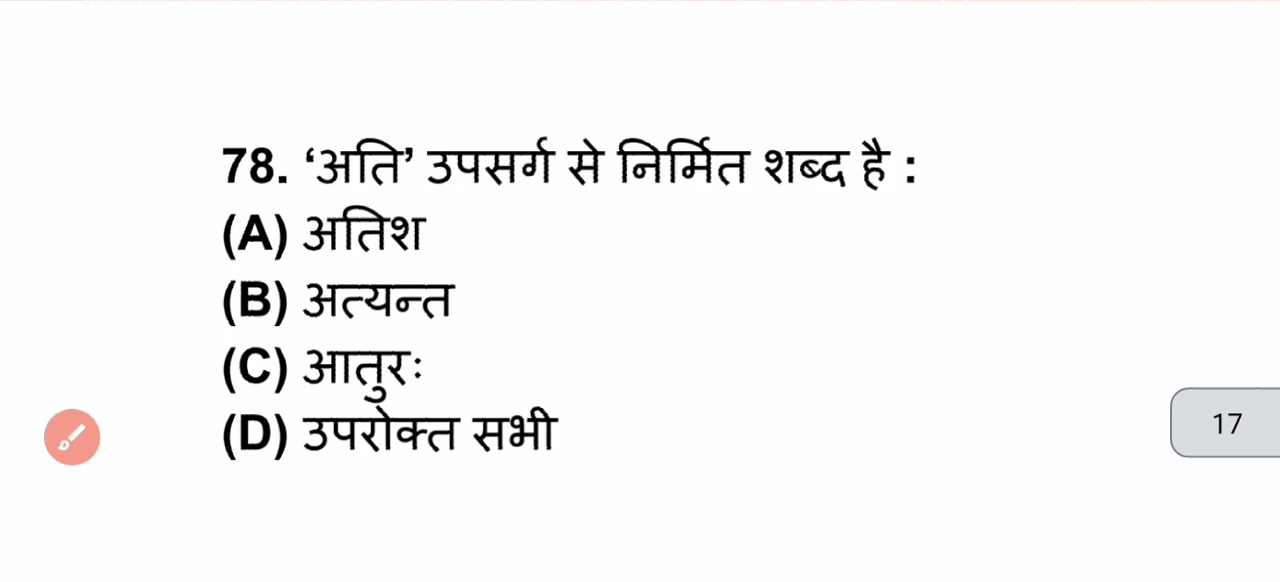 78. ‘अति’ उपसर्ग से निर्मित शब्द है :
(A) अतिश
(B) अत्यन्त
(C) आतुरः
(D) उपरोक्त सभी
17